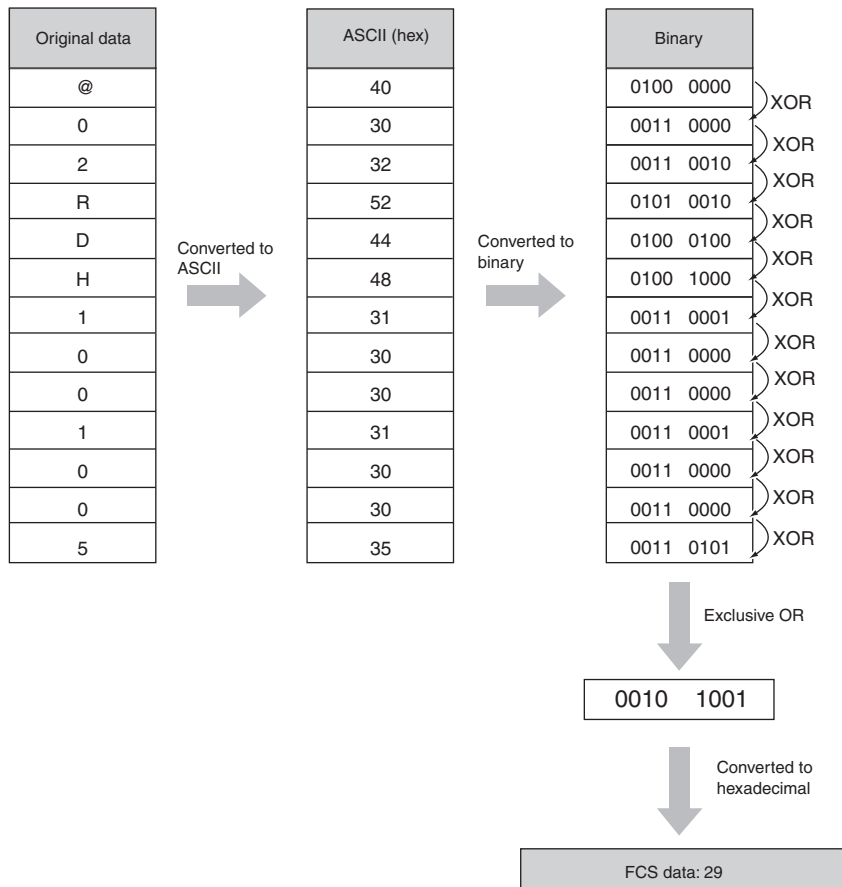 Original data
ASCII (hex)
Binary
@
40
0100 0000
XOR
0
30
0011 0000
XOR
2
32
0011 0010
XOR
R
52
0101 0010
XOR
D
44
0100 0100
XOR
H
48
0100 1000
XOR
1
31
0011 0001
XOR
0
30
0011 0000
XOR
0
30
0011 0000
XOR
1
31
0011 0001
XOR
0
30
0011 0000
XOR
0
30
0011 0000
XOR
5
35
0011 0101
Converted to
ASCII
Converted to
binary
Exclusive OR
0010 1001
Converted to
hexadecimal
FCS data: 29